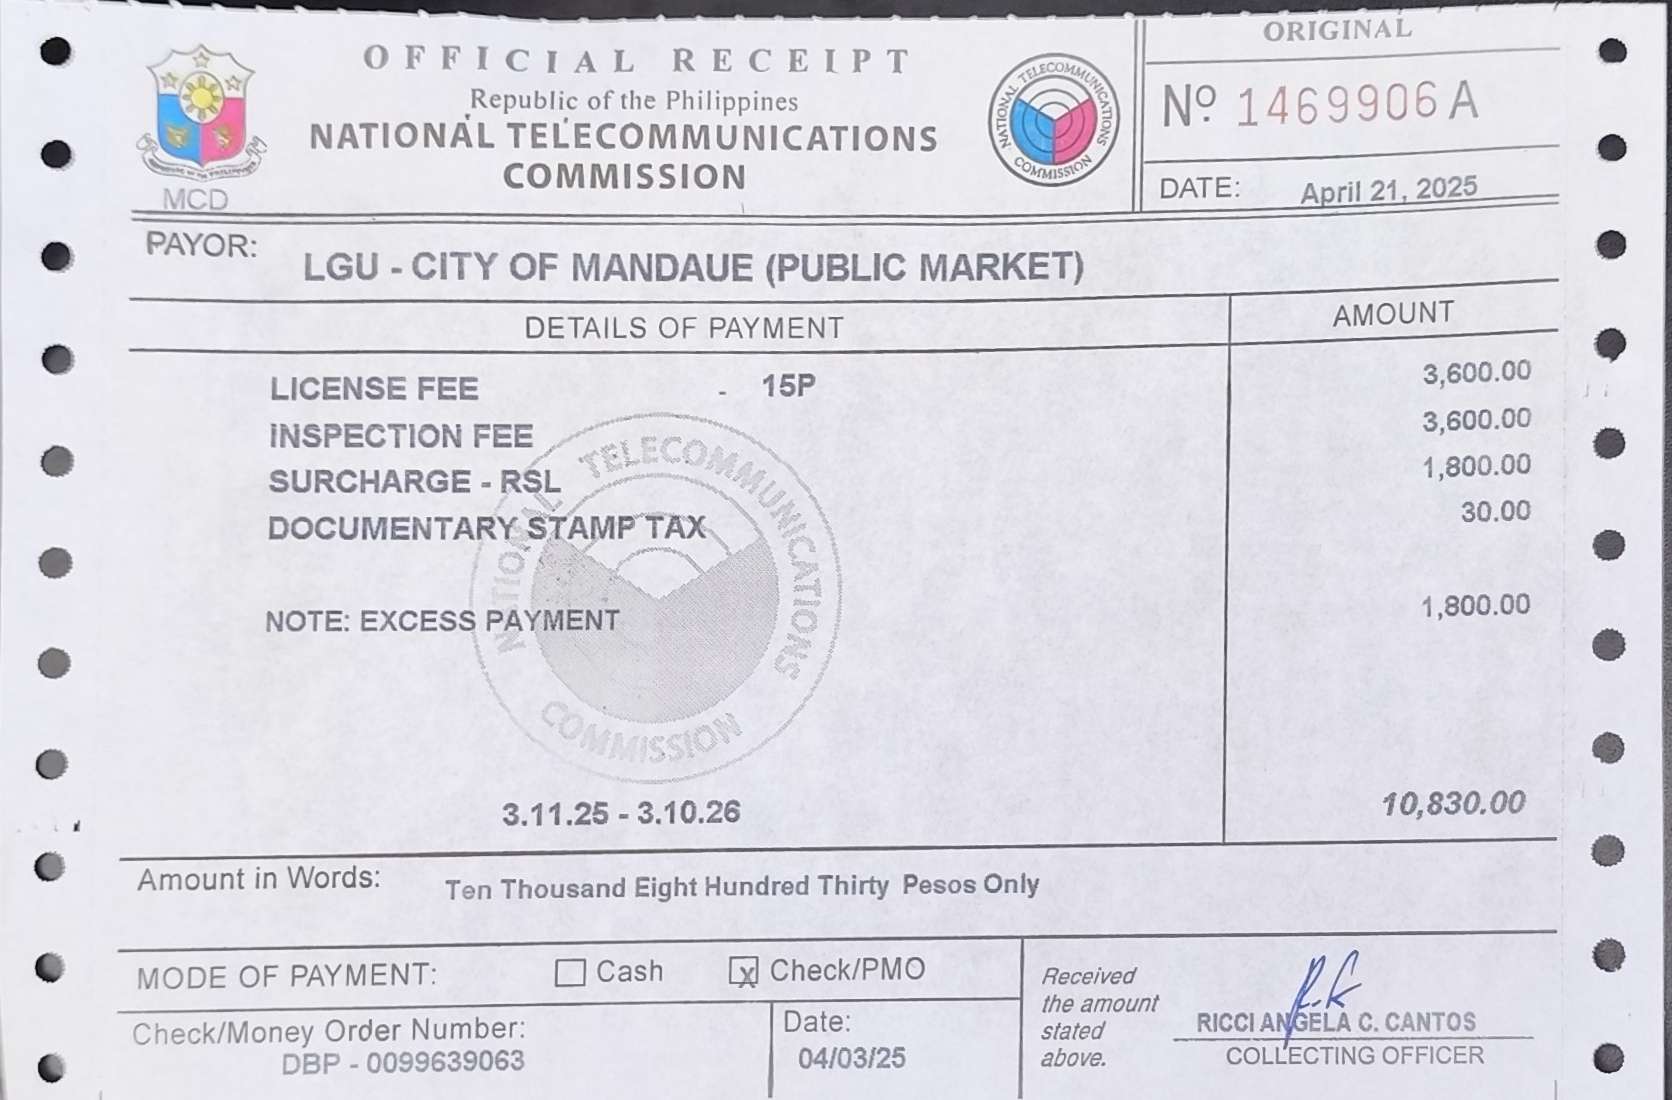 ORIGINAL
OFFICIAL RECEIPT
Republic of the Philippines
NATIONAL TELECOMMUNICATIONS
COMMISSION
MCD
NATIONAL TELECOMMUNICATIONS COMMISSION
Nº 1469906 A
DATE: April 21, 2025
PAYOR: LGU - CITY OF MANDAUE (PUBLIC MARKET)
DETAILS OF PAYMENT AMOUNT
LICENSE FEE - 15P 3,600.00
INSPECTION FEE 3,600.00
SURCHARGE - RSL 1,800.00
DOCUMENTARY STAMP TAX 30.00
NOTE: EXCESS PAYMENT 1,800.00
NATIONAL TELECOMMUNICATIONS COMMISSION
3.11.25 - 3.10.26 10,830.00
Amount in Words: Ten Thousand Eight Hundred Thirty Pesos Only
MODE OF PAYMENT: Cash x Check/PMO
Check/Money Order Number:
DBP - 0099639063
Date:
04/03/25
Received
the amount
stated
above.
RICCI ANGELA C. CANTOS
COLLECTING OFFICER